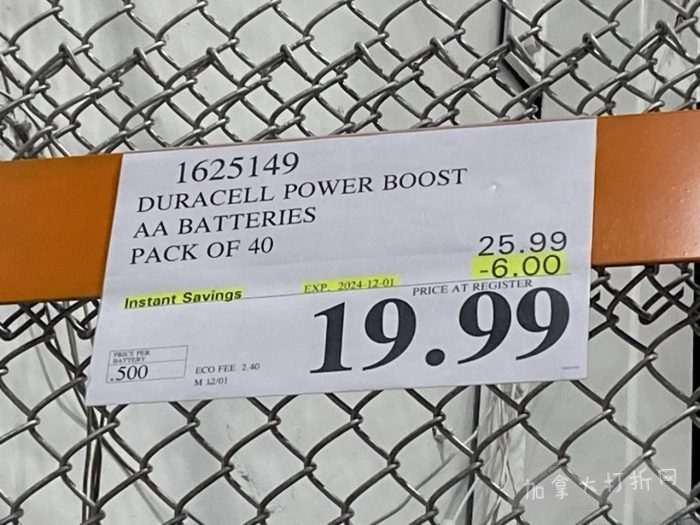 1625149
DURACELL POWER BOOST
AA BATTERIES
PACK OF 40
25.99
-6.00
Instant Savings
EXP. 2024-12-01
PRICE AT REGISTER
19.99
PRICE PER
BATTERY
.500
ECO FEE 2.40
M 12/01
加拿大打折网